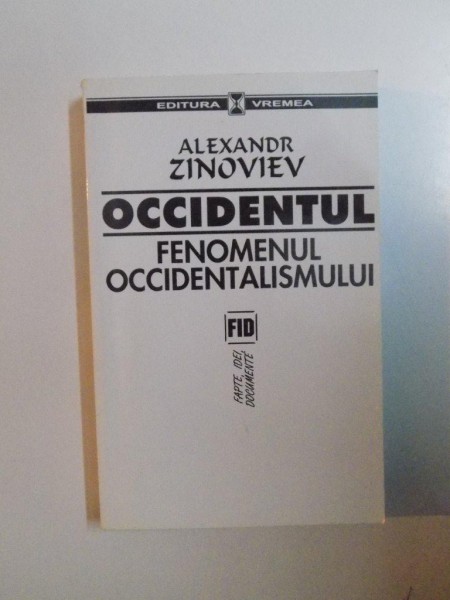 EDITURA VREMEA
ALEXANDR
ZINOVIEV
OCCIDENTUL
FENOMENUL
OCCIDENTALISMULUI
FID
FAPTE, IDEI,
DOCUMENTE